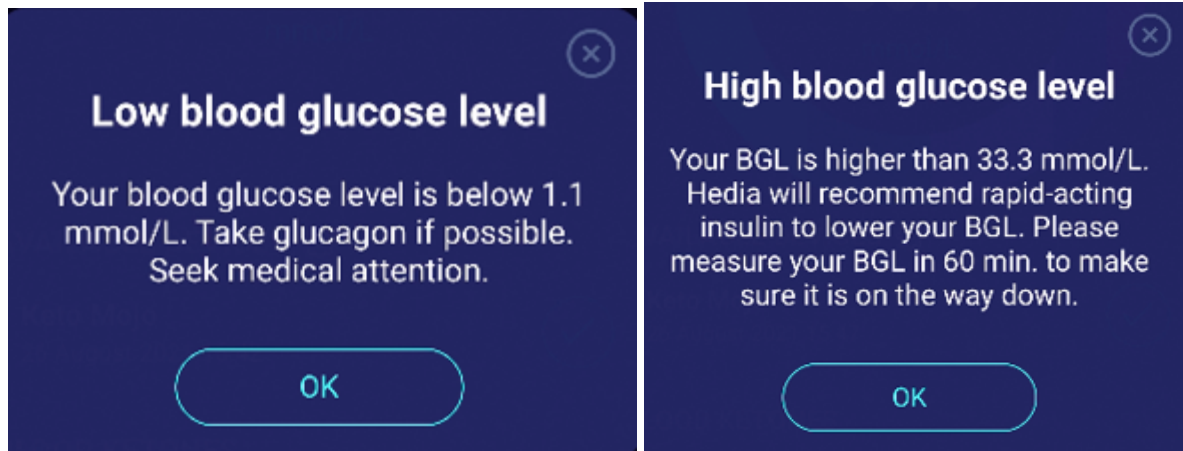 Low blood glucose level
Your blood glucose level is below 1.1
mmol/L. Take glucagon if possible.
Seek medical attention.
OK
High blood glucose level
Your BGL is higher than 33.3 mmol/L.
Hedia will recommend rapid-acting
insulin to lower your BGL. Please
measure your BGL in 60 min. to make
sure it is on the way down.
OK